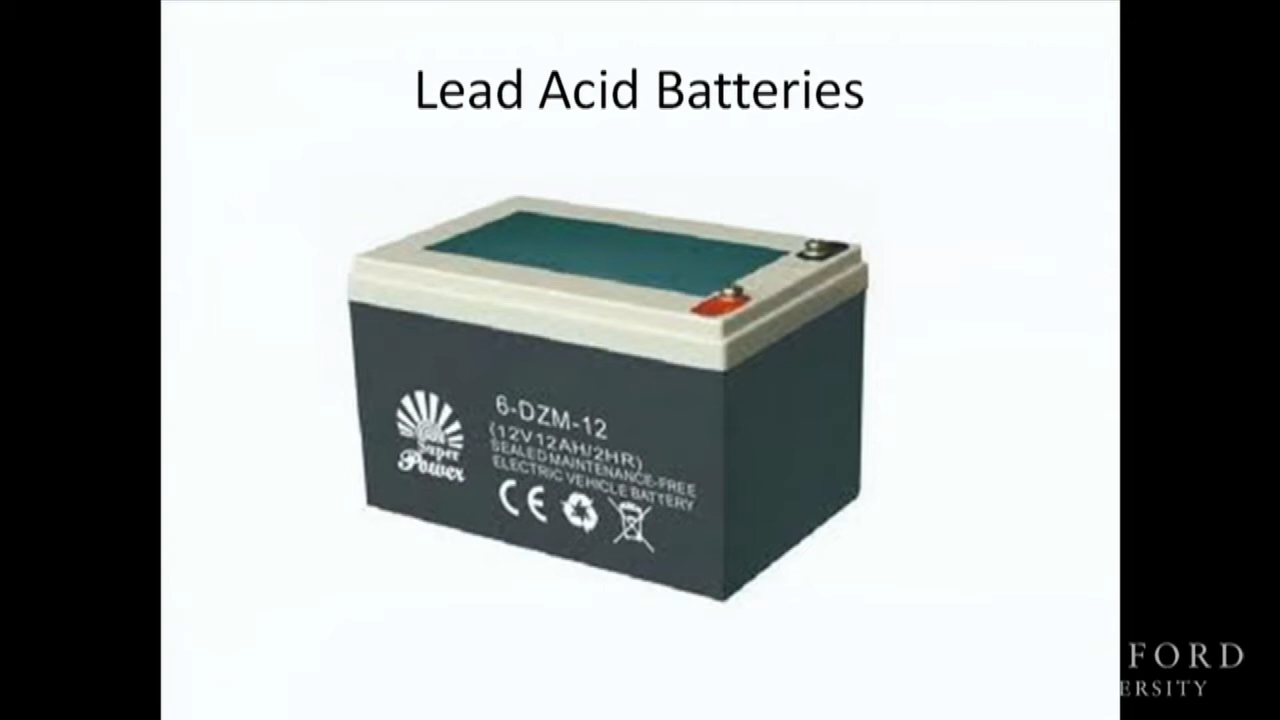 Lead Acid Batteries
6-DZM-12
(12V12AH/2HR)
SEALED MAINTENANCE-FREE
ELECTRIC VEHICLE BATTERY
Super
Power
CE
FORD
ERSITY